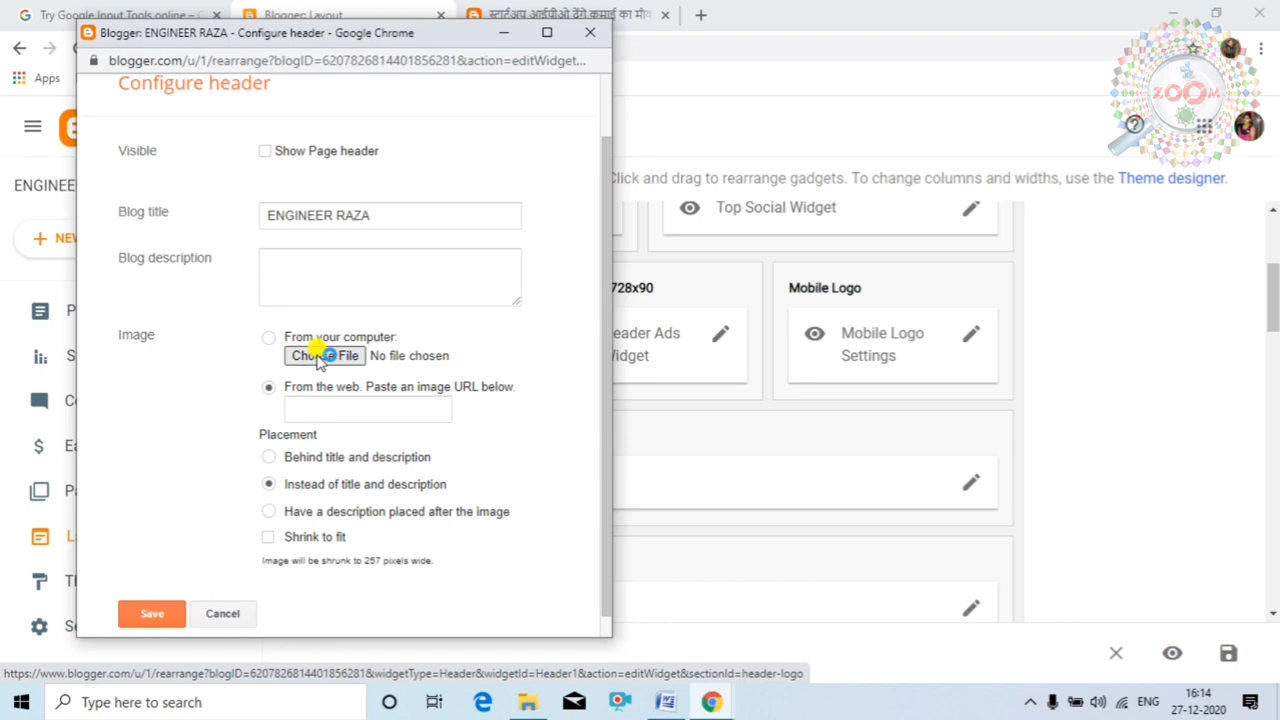 Try Google Input Tools online –
Blogger: Layout
स्टार्टअप आईपीओ देंगे कमाई का मौ
Blogger: ENGINEER RAZA - Configure header - Google Chrome
blogger.com/u/1/rearrange?blogID=6207826814401856281&action=editWidget...
Apps
ZOOM
Configure header
Visible
Show Page header
Click and drag to rearrange gadgets. To change columns and widths, use the Theme designer.
ENGINEE
Blog title
ENGINEER RAZA
Top Social Widget
NEW
Blog description
728x90
Mobile Logo
Image
From your computer:
Choose File No file chosen
eader Ads
idget
Mobile Logo
Settings
From the web. Paste an image URL below.
Placement
Behind title and description
Instead of title and description
Have a description placed after the image
Shrink to fit
Image will be shrunk to 257 pixels wide.
Save
Cancel
P
S
C
Ea
Pa
La
Th
Se
https://www.blogger.com/u/1/rearrange?blogID=6207826814401856281&widgetType=Header&widgetId=Header1&action=editWidget&sectionId=header-logo
Type here to search
ENG
16:14
27-12-2020